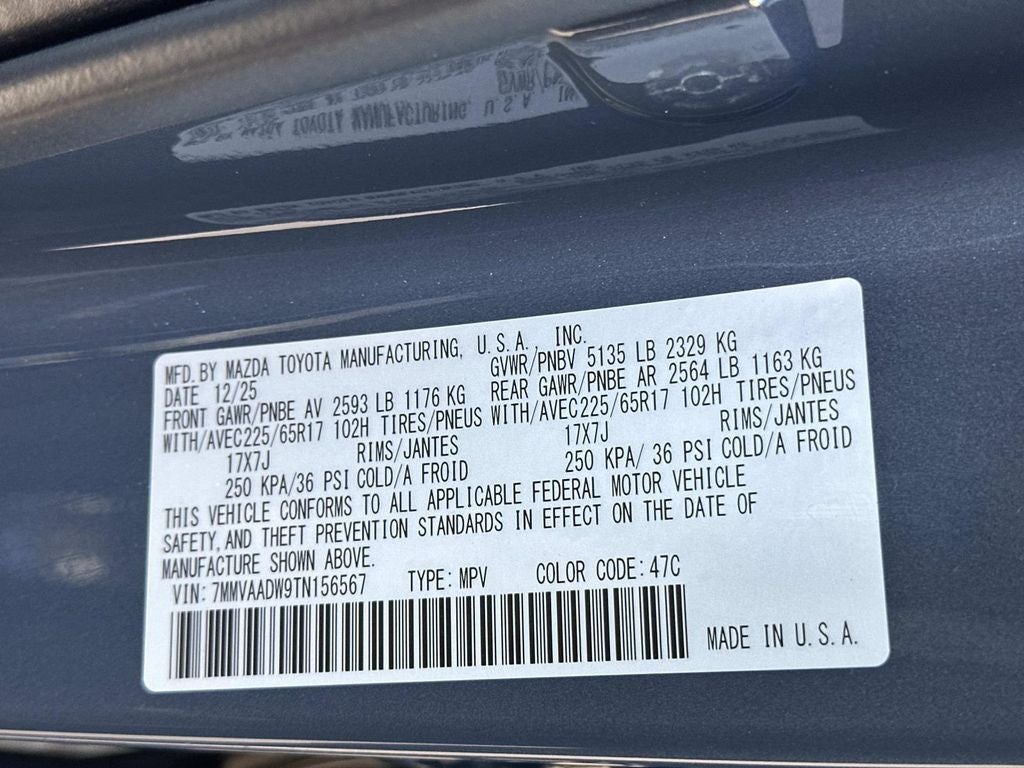 MFD. BY MAZDA TOYOTA MANUFACTURING, U.S.A., INC.
DATE 12/25 GVWR/PNBV 5135 LB 2329 KG
FRONT GAWR/PNBE AV 2593 LB 1176 KG REAR GAWR/PNBE AR 2564 LB 1163 KG
WITH/AVEC225/65R17 102H TIRES/PNEUS WITH/AVEC225/65R17 102H TIRES/PNEUS
17X7J RIMS/JANTES 17X7J RIMS/JANTES
250 KPA/36 PSI COLD/A FROID 250 KPA/ 36 PSI COLD/A FROID
THIS VEHICLE CONFORMS TO ALL APPLICABLE FEDERAL MOTOR VEHICLE
SAFETY, AND THEFT PREVENTION STANDARDS IN EFFECT ON THE DATE OF
MANUFACTURE SHOWN ABOVE.
VIN: 7MMVAADW9TN156567 TYPE: MPV COLOR CODE: 47C
MADE IN U.S.A.